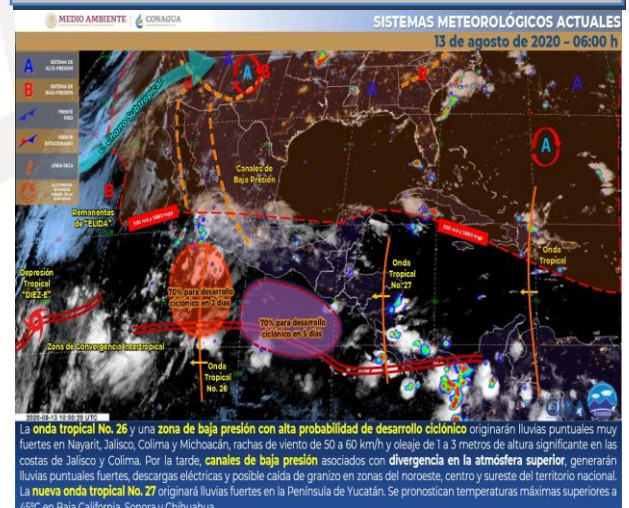 MEDIO AMBIENTE CONAGUA
SISTEMAS METEOROLÓGICOS ACTUALES
13 de agosto de 2020 – 06:00 h
A SISTEMA DE ALTA PRESIÓN
B SISTEMA DE BAJA PRESIÓN
FRENTE FRÍO
FRENTE ESTACIONARIO
LÍNEA SECA
A
A
B
B
A
B
A
A
B
Canales de
Baja Presión
Remanentes
de "ELIDA"
Onda
Tropical
Onda
Tropical
No. 27
Depresión
Tropical
"DIEZ-E"
70% para desarrollo
ciclónico en 2 días
70% para desarrollo
ciclónico en 5 días
Zona de Convergencia Intertropical
Onda
Tropical
No. 26
2020-08-13 10:00:20 UTC
La onda tropical No. 26 y una zona de baja presión con alta probabilidad de desarrollo ciclónico originarán lluvias puntuales muy
fuertes en Nayarit, Jalisco, Colima y Michoacán, rachas de viento de 50 a 60 km/h y oleaje de 1 a 3 metros de altura significante en las
costas de Jalisco y Colima. Por la tarde, canales de baja presión asociados con divergencia en la atmósfera superior, generarán
lluvias puntuales fuertes, descargas eléctricas y posible caída de granizo en zonas del noroeste, centro y sureste del territorio nacional.
La nueva onda tropical No. 27 originará lluvias fuertes en la Península de Yucatán. Se pronostican temperaturas máximas superiores a
45°C en Baja California, Sonora y Chihuahua.